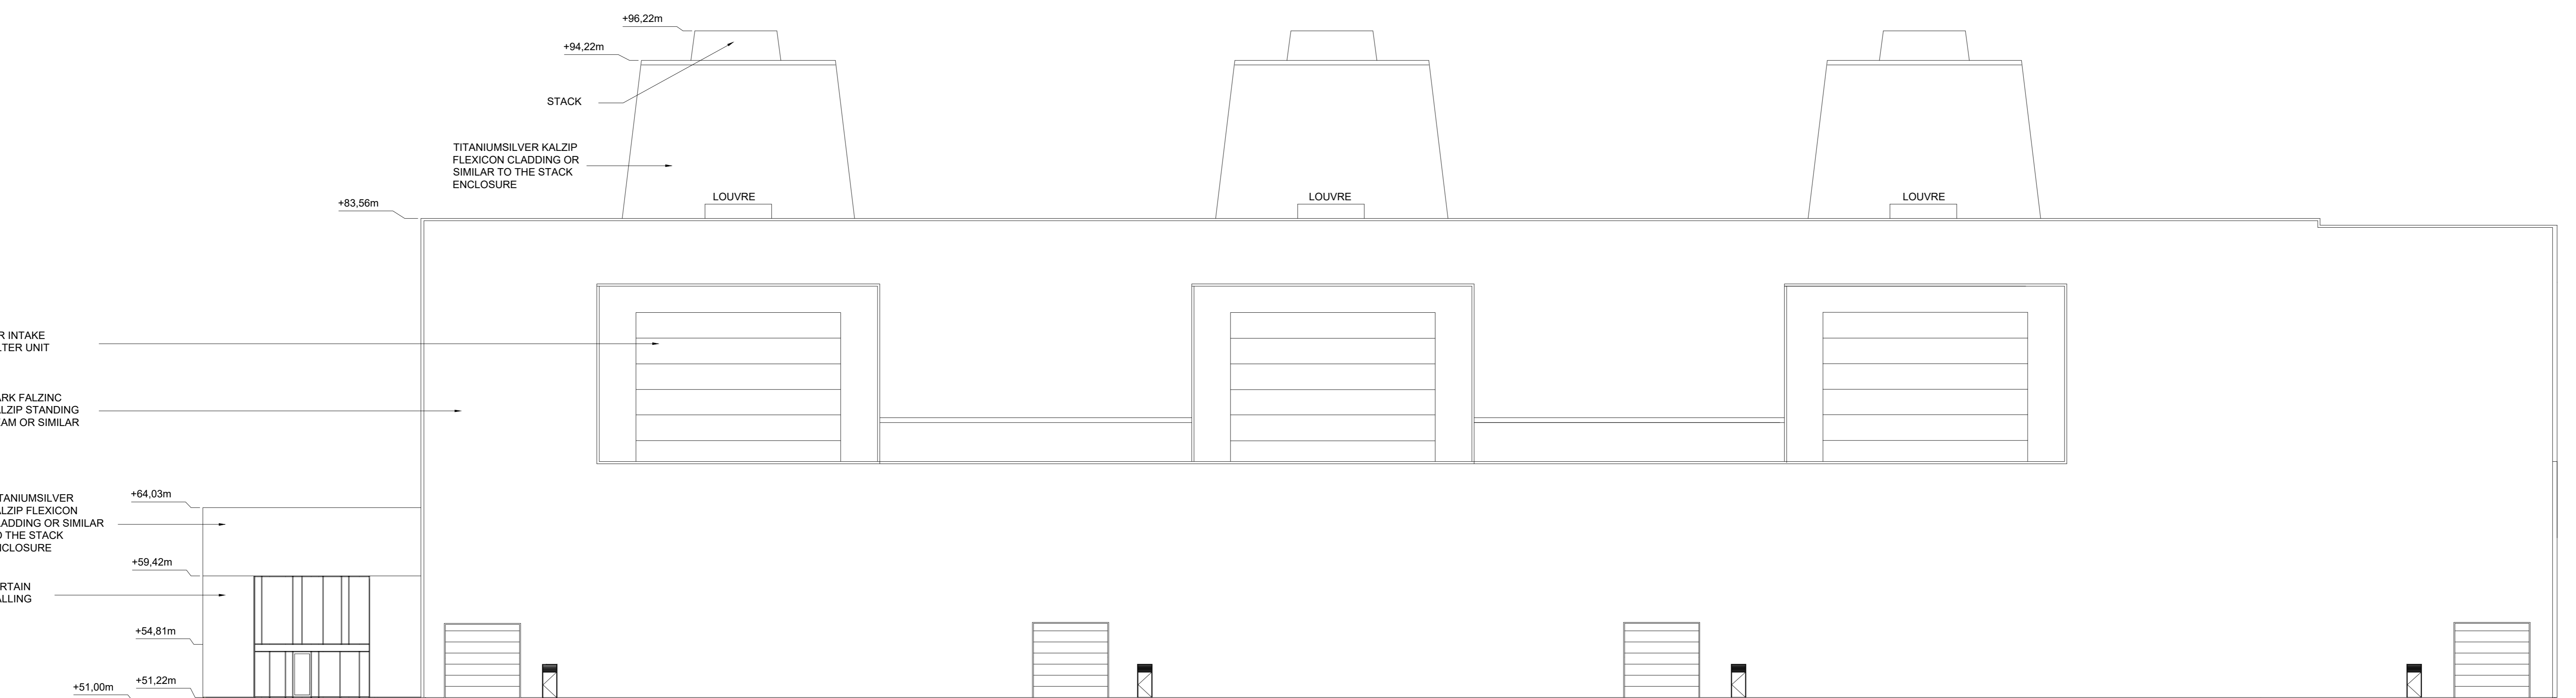 +96,22m
+94,22m
STACK
TITANIUMSILVER KALZIP
FLEXICON CLADDING OR
SIMILAR TO THE STACK
ENCLOSURE
LOUVRE
LOUVRE
LOUVRE
+83,56m
R INTAKE
LTER UNIT
ARK FALZINC
ALZIP STANDING
EAM OR SIMILAR
+64,03m
TANIUMSILVER
ALZIP FLEXICON
LADDING OR SIMILAR
O THE STACK
NCLOSURE
+59,42m
RTAIN
ALLING
+54,81m
+51,22m
+51,00m